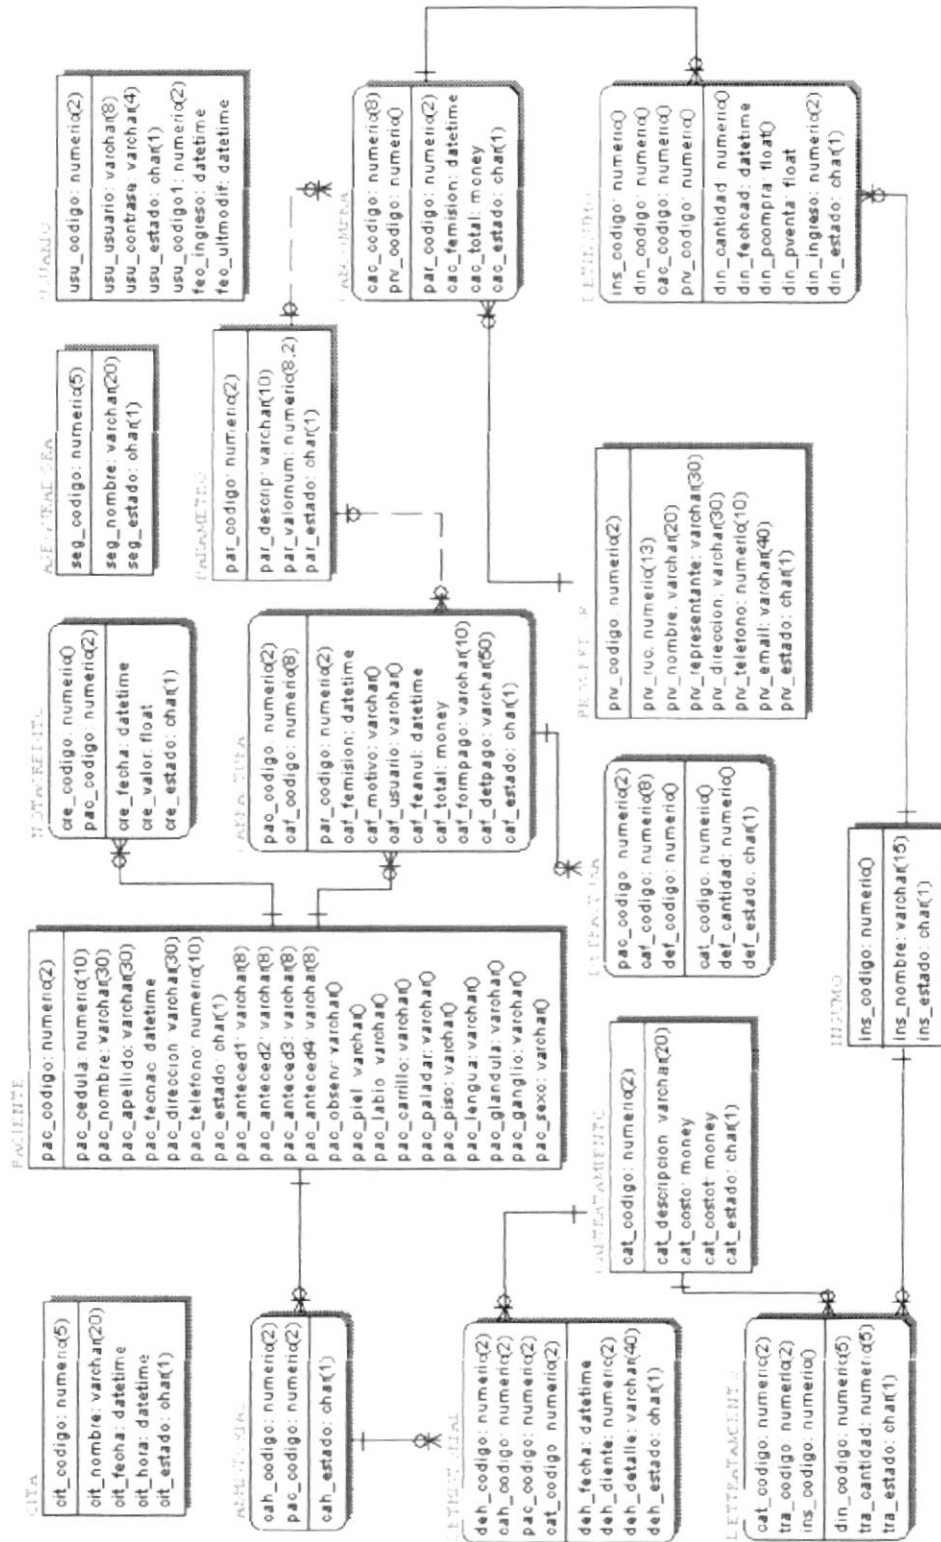 CITA
cit_codigo: numeric(5)
cit_nombre: varchar(20)
cit_fecha: datetime
cit_hora: datetime
cit_estado: char(1)
PACIENTE
pac_codigo: numeric(2)
pac_cedula: numeric(10)
pac_nombre: varchar(30)
pac_apellido: varchar(30)
pac_fecnac: datetime
pac_direccion: varchar(30)
pac_telefono: numeric(10)
pac_estado: char(1)
pac_anteced1: varchar(8)
pac_anteced2: varchar(8)
pac_anteced3: varchar(8)
pac_anteced4: varchar(8)
pac_observ: varchar()
pac_piel: varchar()
pac_labio: varchar()
pac_carrillo: varchar()
pac_paladar: varchar()
pac_piso: varchar()
pac_lengua: varchar()
pac_glandula: varchar()
pac_ganglio: varchar()
pac_sexo: varchar()
cre_codigo: numeric()
pac_codigo: numeric(2)
cre_fecha: datetime
cre_valor: float
cre_estado: char(1)
seg_codigo: numeric(5)
seg_nombre: varchar(20)
seg_estado: char(1)
usu_codigo: numeric(2)
usu_usuario: varchar(8)
usu_contrase: varchar(4)
usu_estado: char(1)
usu_codigo1: numeric(2)
fec_ingreso: datetime
fec_ultmodif: datetime
cah_codigo: numeric(2)
pac_codigo: numeric(2)
cah_estado: char(1)
pac_codigo: numeric(2)
caf_codigo: numeric(8)
par_codigo: numeric(2)
caf_femision: datetime
caf_motivo: varchar()
caf_usuario: varchar()
caf_feanul: datetime
caf_total: money
caf_formpago: varchar(10)
caf_detpago: varchar(50)
caf_estado: char(1)
PARAMETRO
par_codigo: numeric(2)
par_descrip: varchar(10)
par_valornum: numeric(8.2)
par_estado: char(1)
cac_codigo: numeric(8)
prv_codigo: numeric()
par_codigo: numeric(2)
cac_femision: datetime
cac_total: money
cac_estado: char(1)
deh_codigo: numeric(2)
cah_codigo: numeric(2)
pac_codigo: numeric(2)
cat_codigo: numeric(2)
deh_fecha: datetime
deh_diente: numeric(2)
deh_detalle: varchar(40)
deh_estado: char(1)
cat_codigo: numeric(2)
cat_descripcion: varchar(20)
cat_costo: money
cat_costot: money
cat_estado: char(1)
pac_codigo: numeric(2)
caf_codigo: numeric(8)
def_codigo: numeric()
cat_codigo: numeric()
def_cantidad: numeric()
def_estado: char(1)
prv_codigo: numeric(2)
prv_ruc: numeric(13)
prv_nombre: varchar(20)
prv_representante: varchar(30)
prv_direccion: varchar(30)
prv_telefono: numeric(10)
prv_email: varchar(40)
prv_estado: char(1)
ins_codigo: numeric()
din_codigo: numeric()
cac_codigo: numeric()
prv_codigo: numeric()
din_cantidad: numeric()
din_fechcad: datetime
din_pcompra: float()
din_pventa: float
din_ingreso: numeric(2)
din_estado: char(1)
cat_codigo: numeric(2)
tra_codigo: numeric(2)
ins_codigo: numeric()
din_codigo: numeric(5)
tra_cantidad: numeric(5)
tra_estado: char(1)
INSUMO
ins_codigo: numeric()
ins_nombre: varchar(15)
ins_estado: char(1)